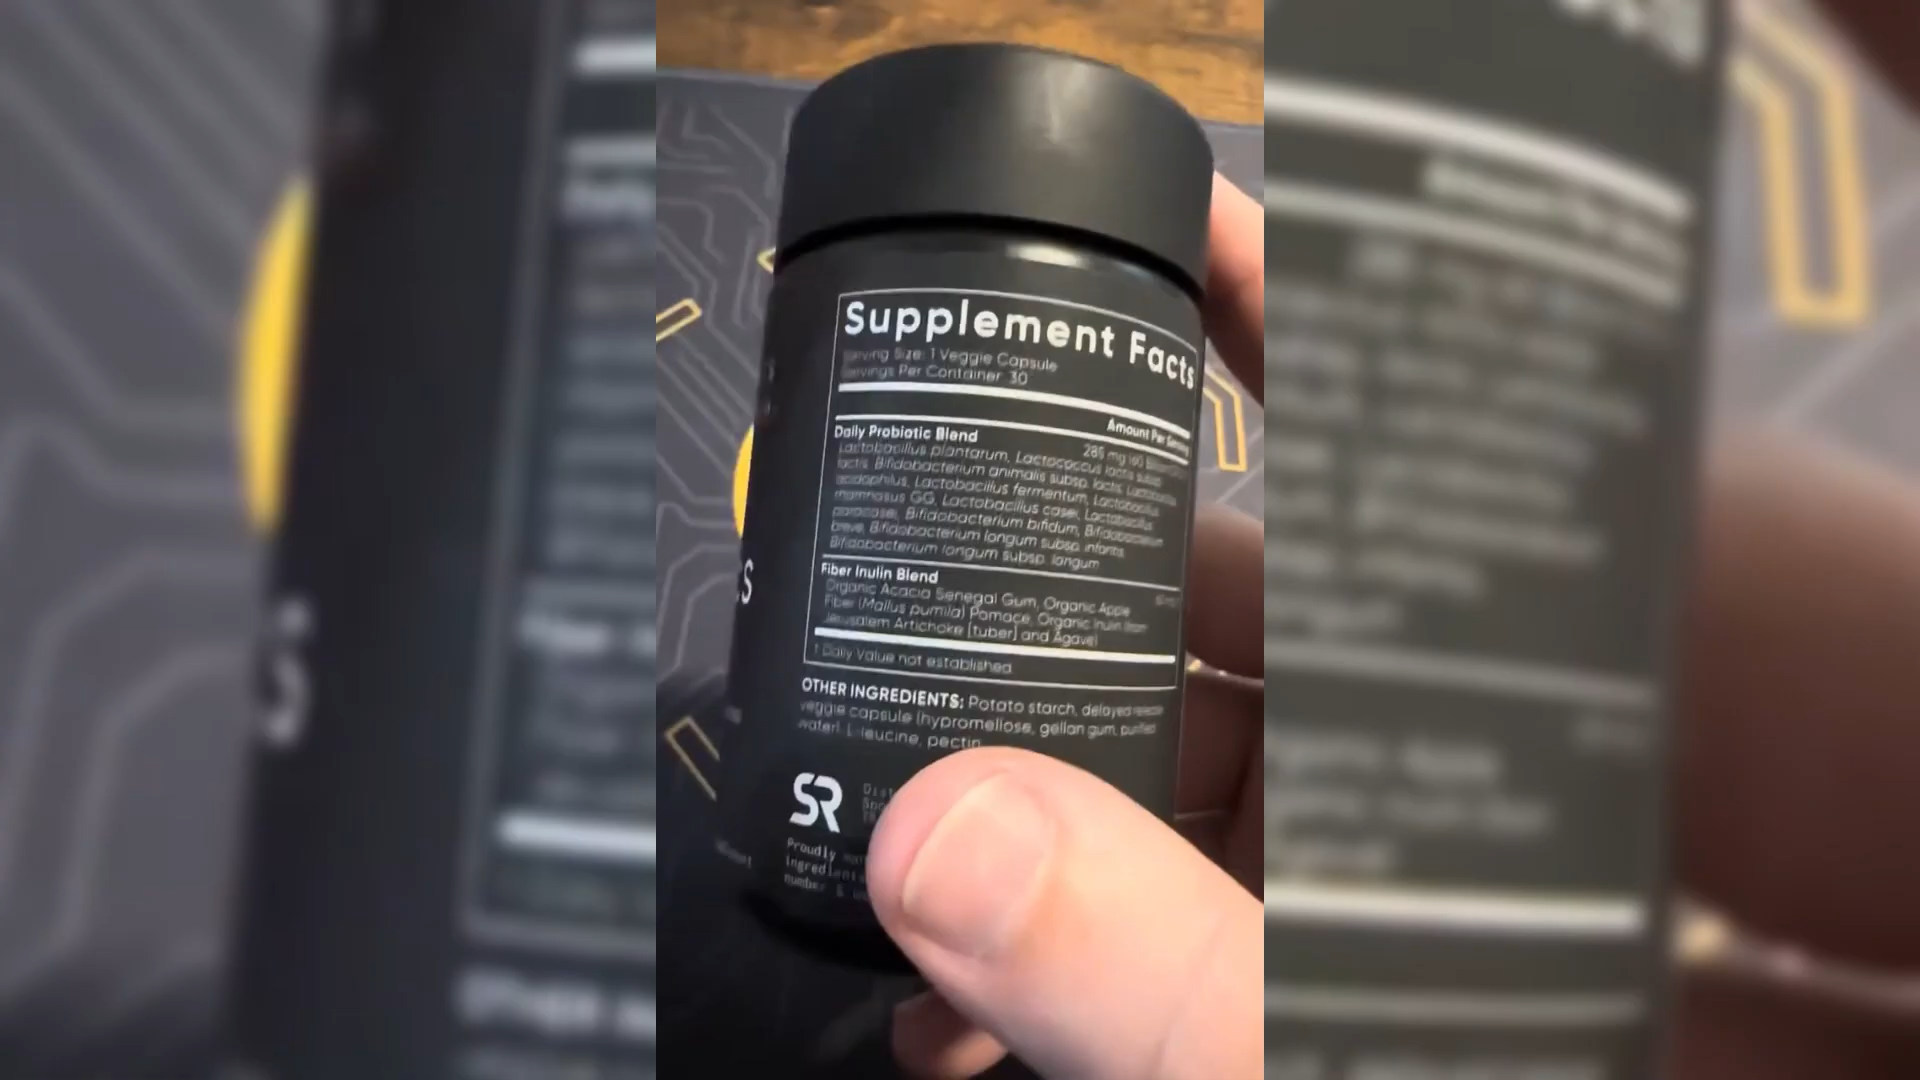 Supplement Facts
Serving Size: 1 Veggie Capsule
Servings Per Container 30
Amount Per Serving
Daily Probiotic Blend
Lactobacillus plantarum, Lactococcus lactis subsp.
lactis, Bifidobacterium animalis subsp. lactis, Lactobacillus
acidophilus, Lactobacillus fermentum, Lactobacillus
rhamnosus GG, Lactobacillus casei, Lactobacillus
paracasei, Bifidobacterium bifidum, Bifidobacterium
breve, Bifidobacterium longum subsp. infantis,
Bifidobacterium longum subsp. longum
Fiber Inulin Blend
Organic Acacia Senegal Gum, Organic Apple
Fiber (Mallus pumila) Pomace, Organic Inulin (from
Jerusalem Artichoke [tuber] and Agave)
† Daily Value not established
OTHER INGREDIENTS: Potato starch, delayed release
veggie capsule (hypromellose, gellan gum, purified
water), L-leucine, pectin
SR
Proudly
ingredients
number &